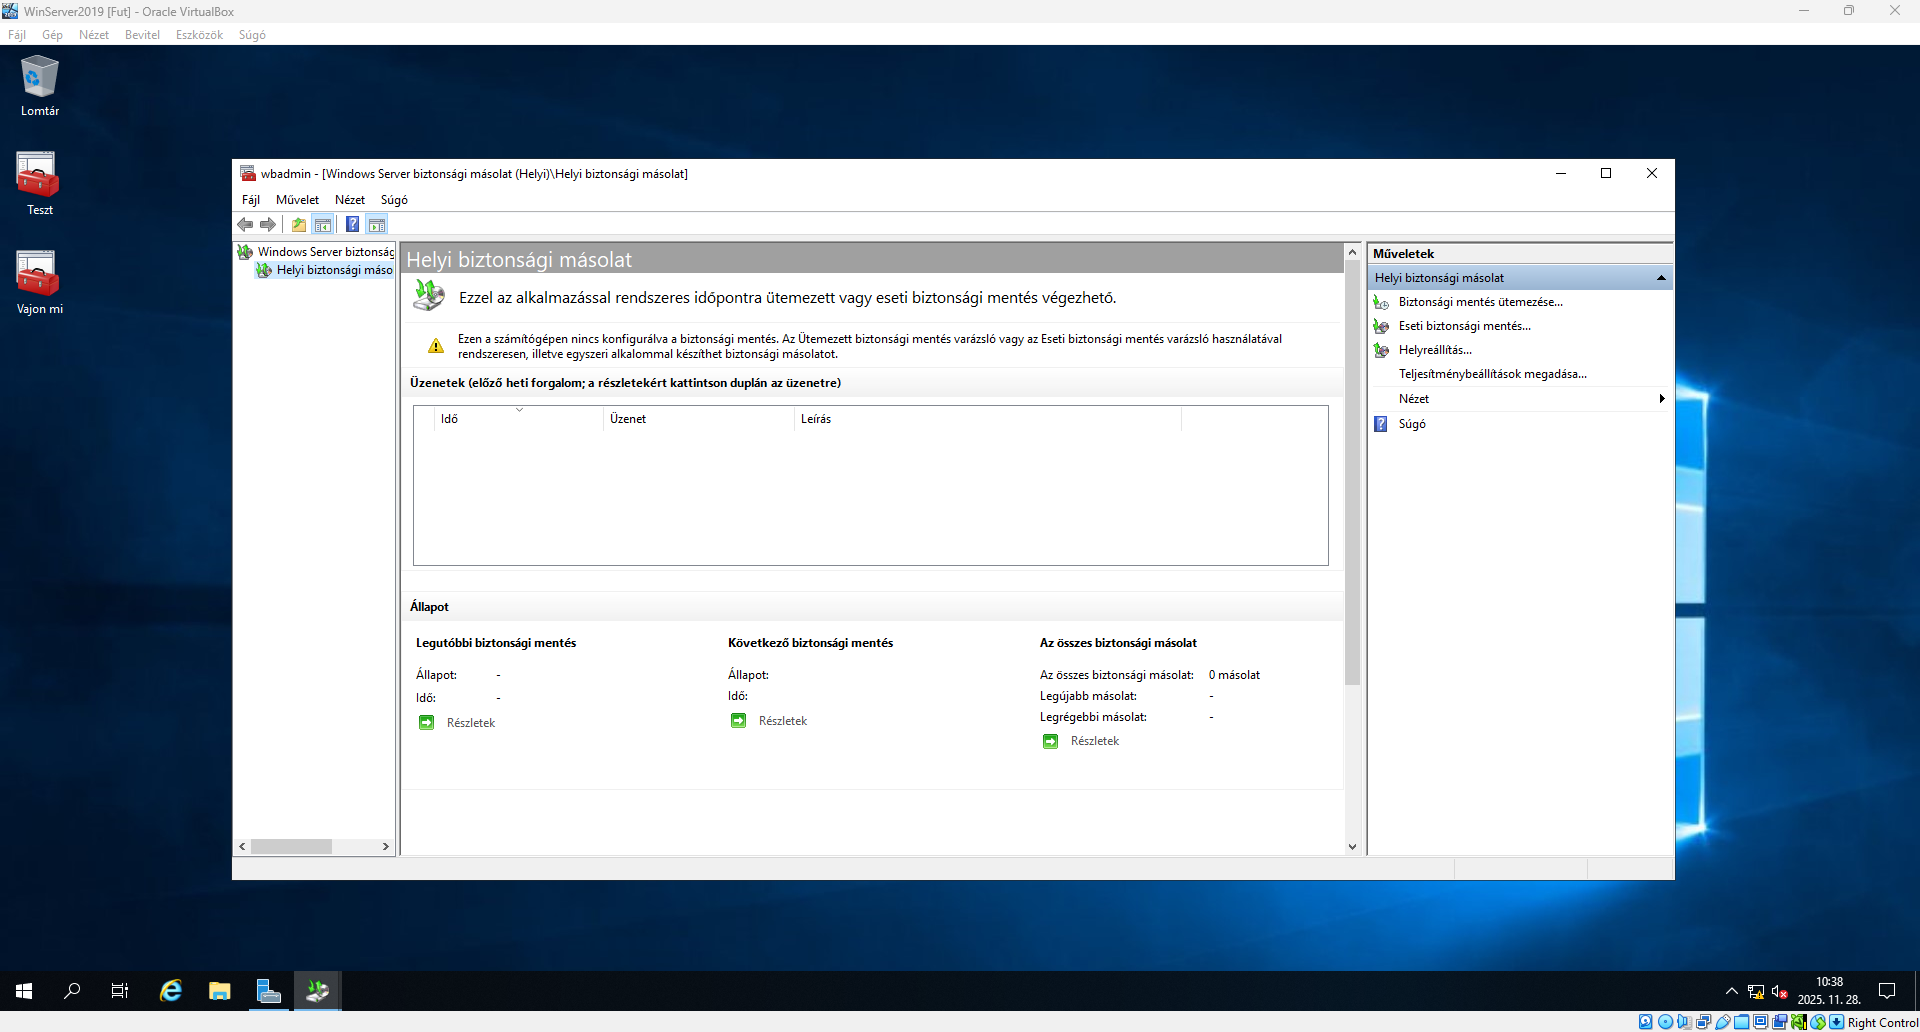 WinServer2019 [Fut] - Oracle VirtualBox
Fájl Gép Nézet Bevitel Eszközök Súgó
Lomtár
Teszt
Vajon mi
wbadmin - [Windows Server biztonsági másolat (Helyi)\Helyi biztonsági másolat]
Fájl Művelet Nézet Súgó
Windows Server biztonság
Helyi biztonsági máso
Helyi biztonsági másolat
Ezzel az alkalmazással rendszeres időpontra ütemezett vagy eseti biztonsági mentés végezhető.
Ezen a számítógépen nincs konfigurálva a biztonsági mentés. Az Ütemezett biztonsági mentés varázsló vagy az Eseti biztonsági mentés varázsló használatával
rendszeresen, illetve egyszeri alkalommal készíthet biztonsági másolatot.
Üzenetek (előző heti forgalom; a részletekért kattintson duplán az üzenetre)
Idő Üzenet Leírás
Állapot
Legutóbbi biztonsági mentés
Állapot: -
Idő: -
Részletek
Következő biztonsági mentés
Állapot:
Idő:
Részletek
Az összes biztonsági másolat
Az összes biztonsági másolat: 0 másolat
Legújabb másolat: -
Legrégebbi másolat: -
Részletek
Műveletek
Helyi biztonsági másolat
Biztonsági mentés ütemezése...
Eseti biztonsági mentés...
Helyreállítás...
Teljesítménybeállítások megadása...
Nézet
Súgó
10:38
2025. 11. 28.
Right Control